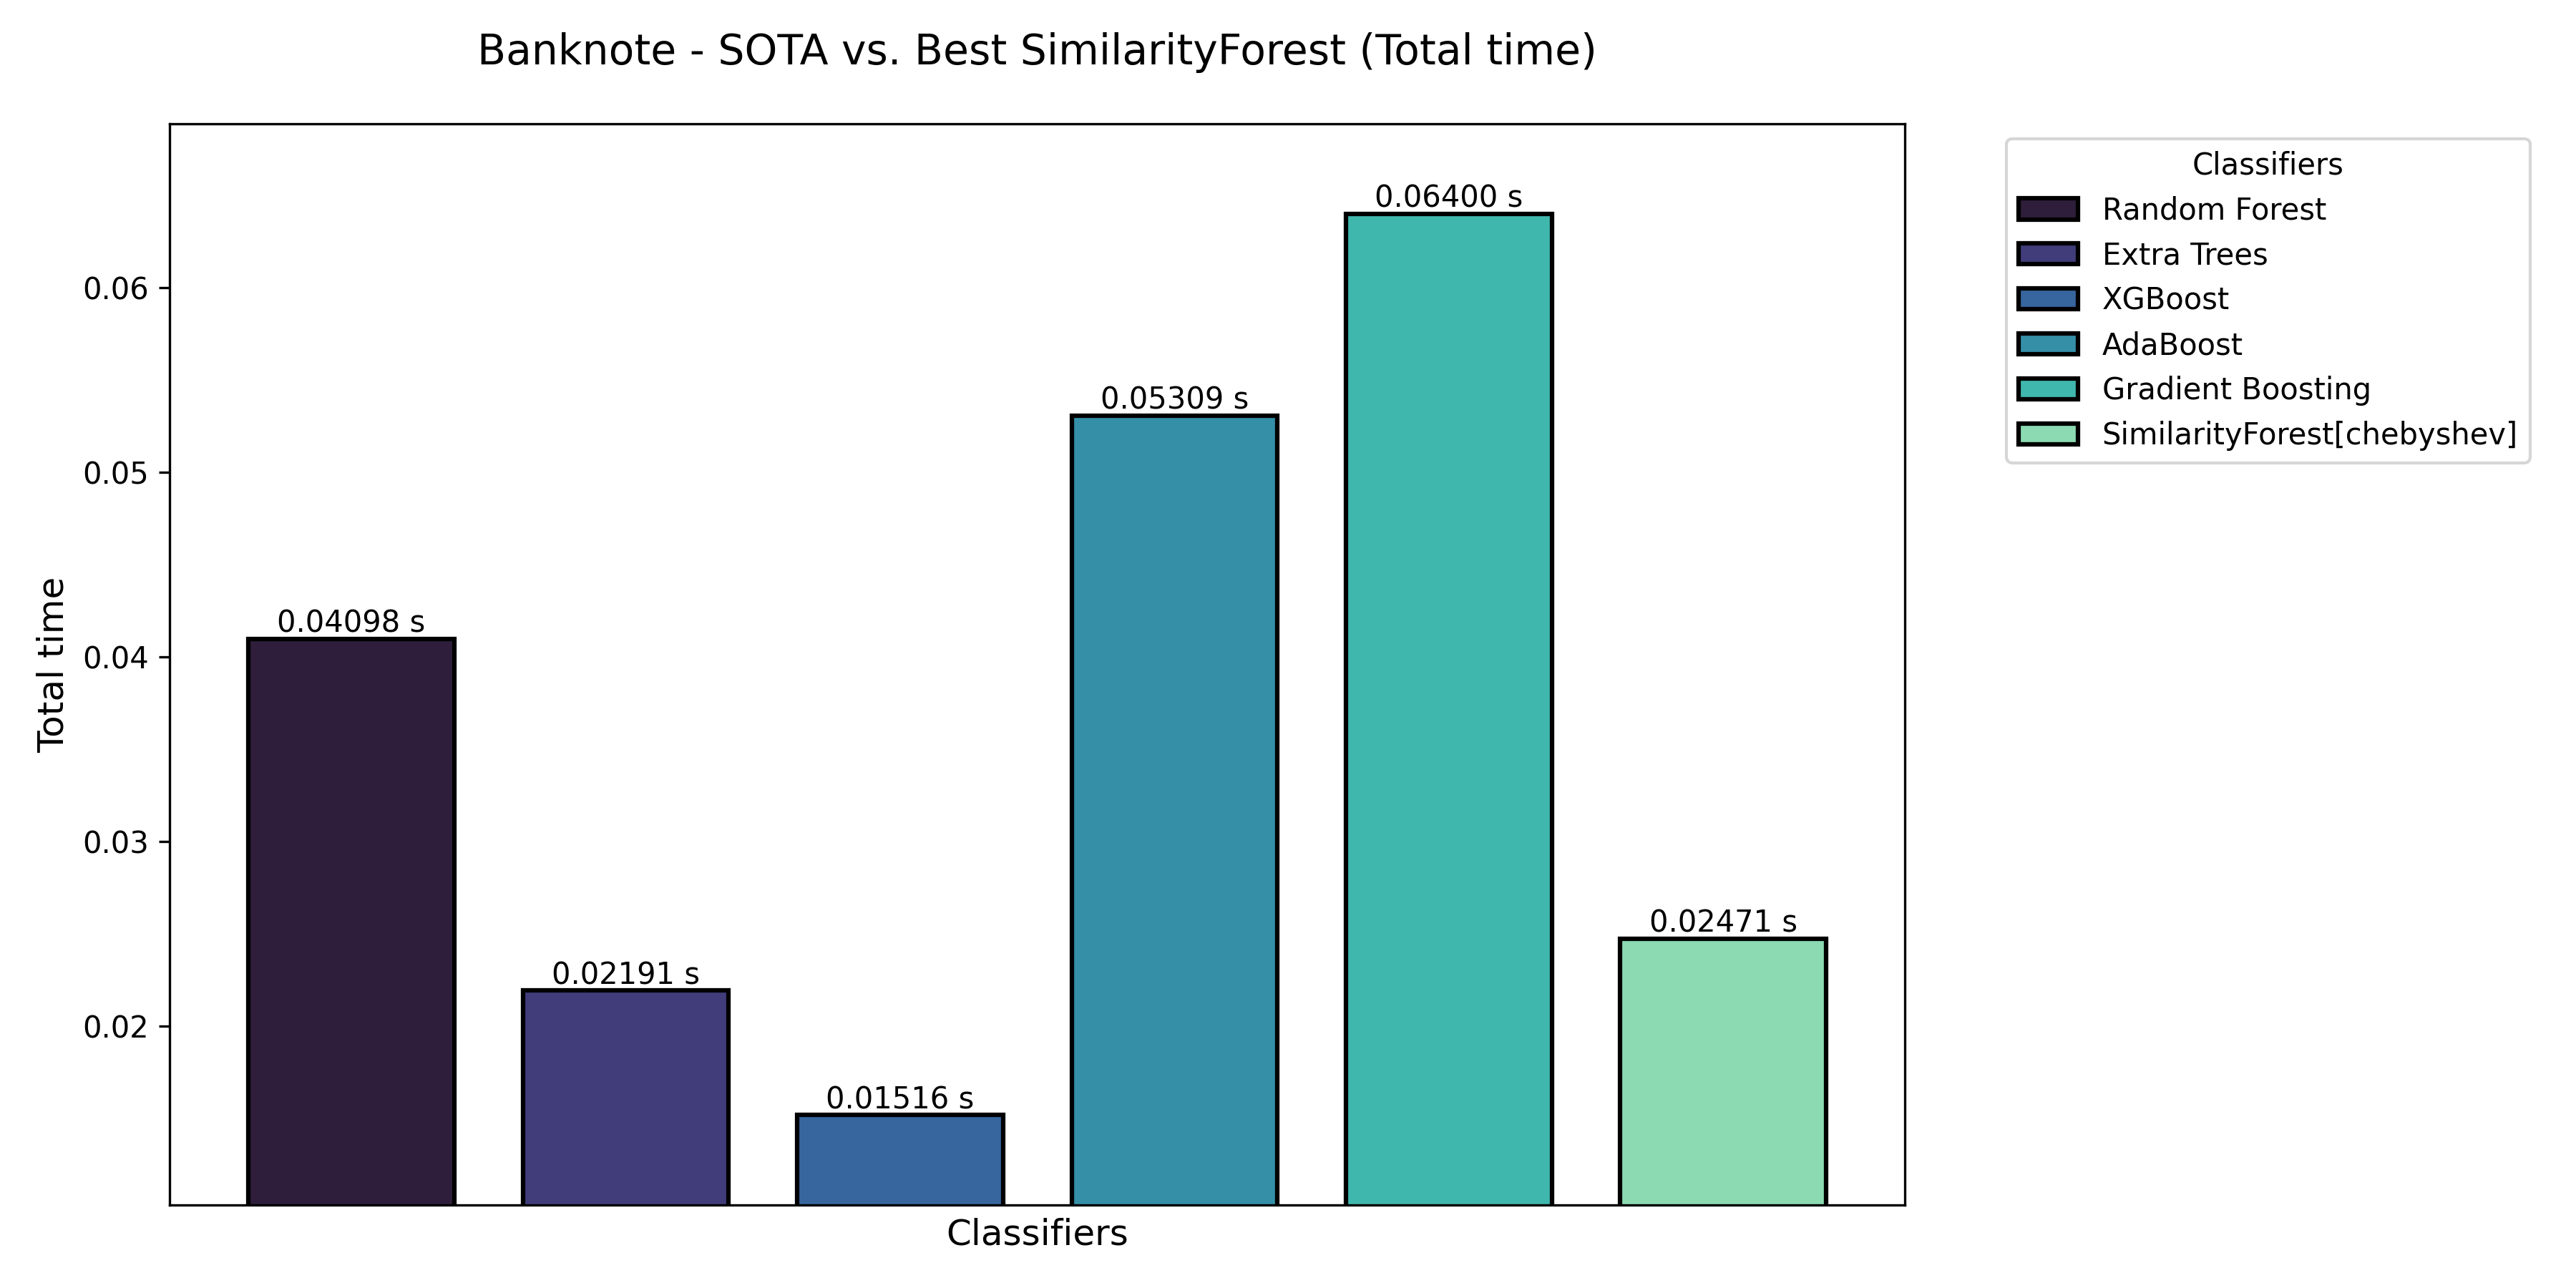 Banknote - SOTA vs. Best SimilarityForest (Total time)
Total time
0.06
0.05
0.04
0.03
0.02
0.04098 s
0.02191 s
0.01516 s
0.05309 s
0.06400 s
0.02471 s
Classifiers
Classifiers
Random Forest
Extra Trees
XGBoost
AdaBoost
Gradient Boosting
SimilarityForest[chebyshev]